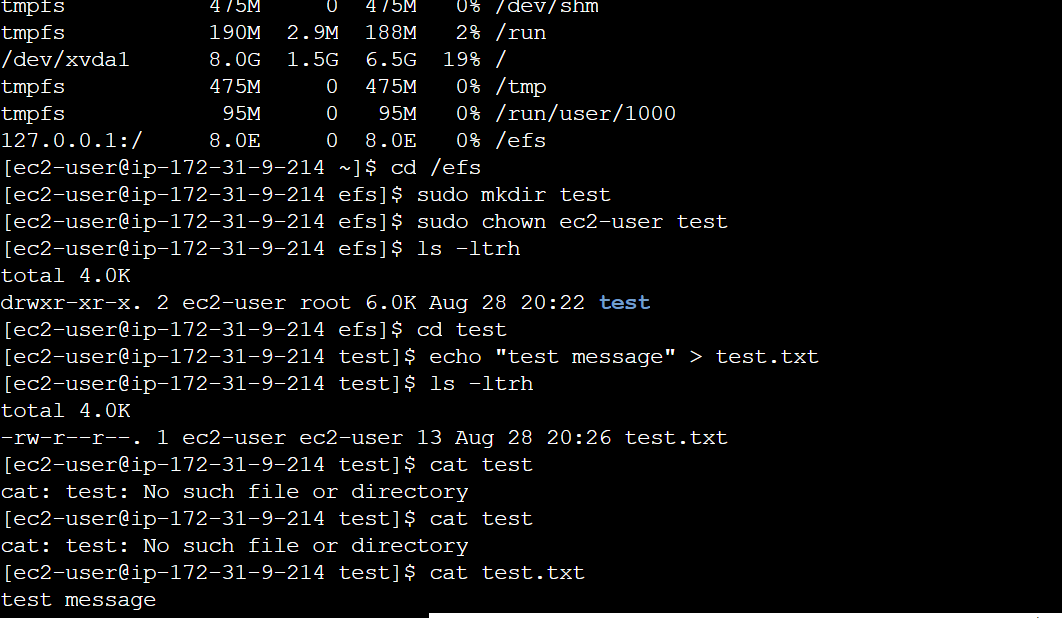 tmpfs 475M 0 475M 0% /dev/shm
tmpfs 190M 2.9M 188M 2% /run
/dev/xvda1 8.0G 1.5G 6.5G 19% /
tmpfs 475M 0 475M 0% /tmp
tmpfs 95M 0 95M 0% /run/user/1000
127.0.0.1:/ 8.0E 0 8.0E 0% /efs
[ec2-user@ip-172-31-9-214 ~]$ cd /efs
[ec2-user@ip-172-31-9-214 efs]$ sudo mkdir test
[ec2-user@ip-172-31-9-214 efs]$ sudo chown ec2-user test
[ec2-user@ip-172-31-9-214 efs]$ ls -ltrh
total 4.0K
drwxr-xr-x. 2 ec2-user root 6.0K Aug 28 20:22 test
[ec2-user@ip-172-31-9-214 efs]$ cd test
[ec2-user@ip-172-31-9-214 test]$ echo "test message" > test.txt
[ec2-user@ip-172-31-9-214 test]$ ls -ltrh
total 4.0K
-rw-r--r--. 1 ec2-user ec2-user 13 Aug 28 20:26 test.txt
[ec2-user@ip-172-31-9-214 test]$ cat test
cat: test: No such file or directory
[ec2-user@ip-172-31-9-214 test]$ cat test
cat: test: No such file or directory
[ec2-user@ip-172-31-9-214 test]$ cat test.txt
test message